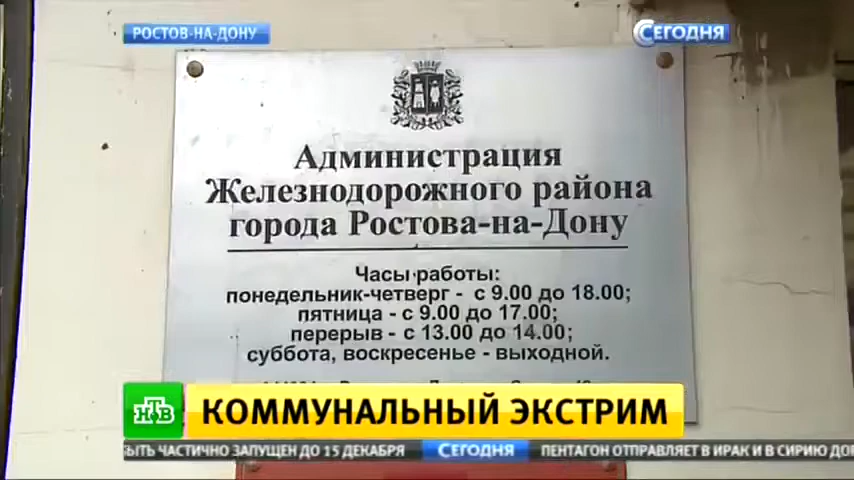 РОСТОВ-НА-ДОНУ
СЕГОДНЯ
Администрация
Железнодорожного района
города Ростова-на-Дону
Часы работы:
понедельник-четверг - с 9.00 до 18.00;
пятница - с 9.00 до 17.00;
перерыв - с 13.00 до 14.00;
суббота, воскресенье - выходной.
НТВ
КОММУНАЛЬНЫЙ ЭКСТРИМ
ЫТЬ ЧАСТИЧНО ЗАПУЩЕН ДО 15 ДЕКАБРЯ СЕГОДНЯ ПЕНТАГОН ОТПРАВЛЯЕТ В ИРАК И В СИРИЮ ДО